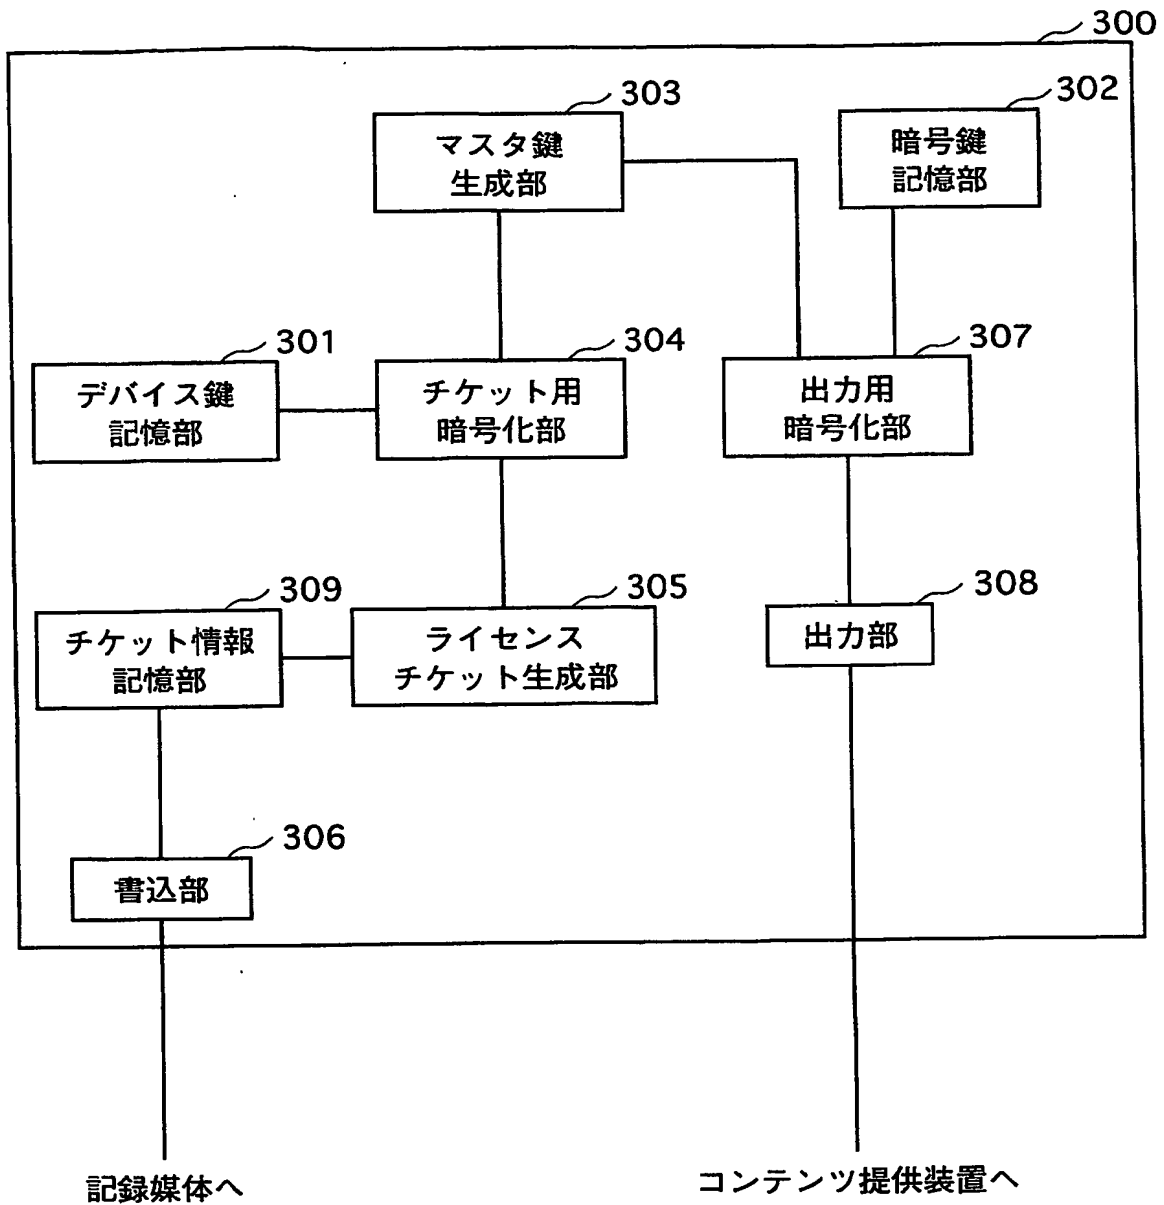 300
303
マスタ鍵
生成部
302
暗号鍵
記憶部
301
デバイス鍵
記憶部
304
チケット用
暗号化部
307
出力用
暗号化部
309
チケット情報
記憶部
305
ライセンス
チケット生成部
308
出力部
306
書込部
記録媒体へ
コンテンツ提供装置へ